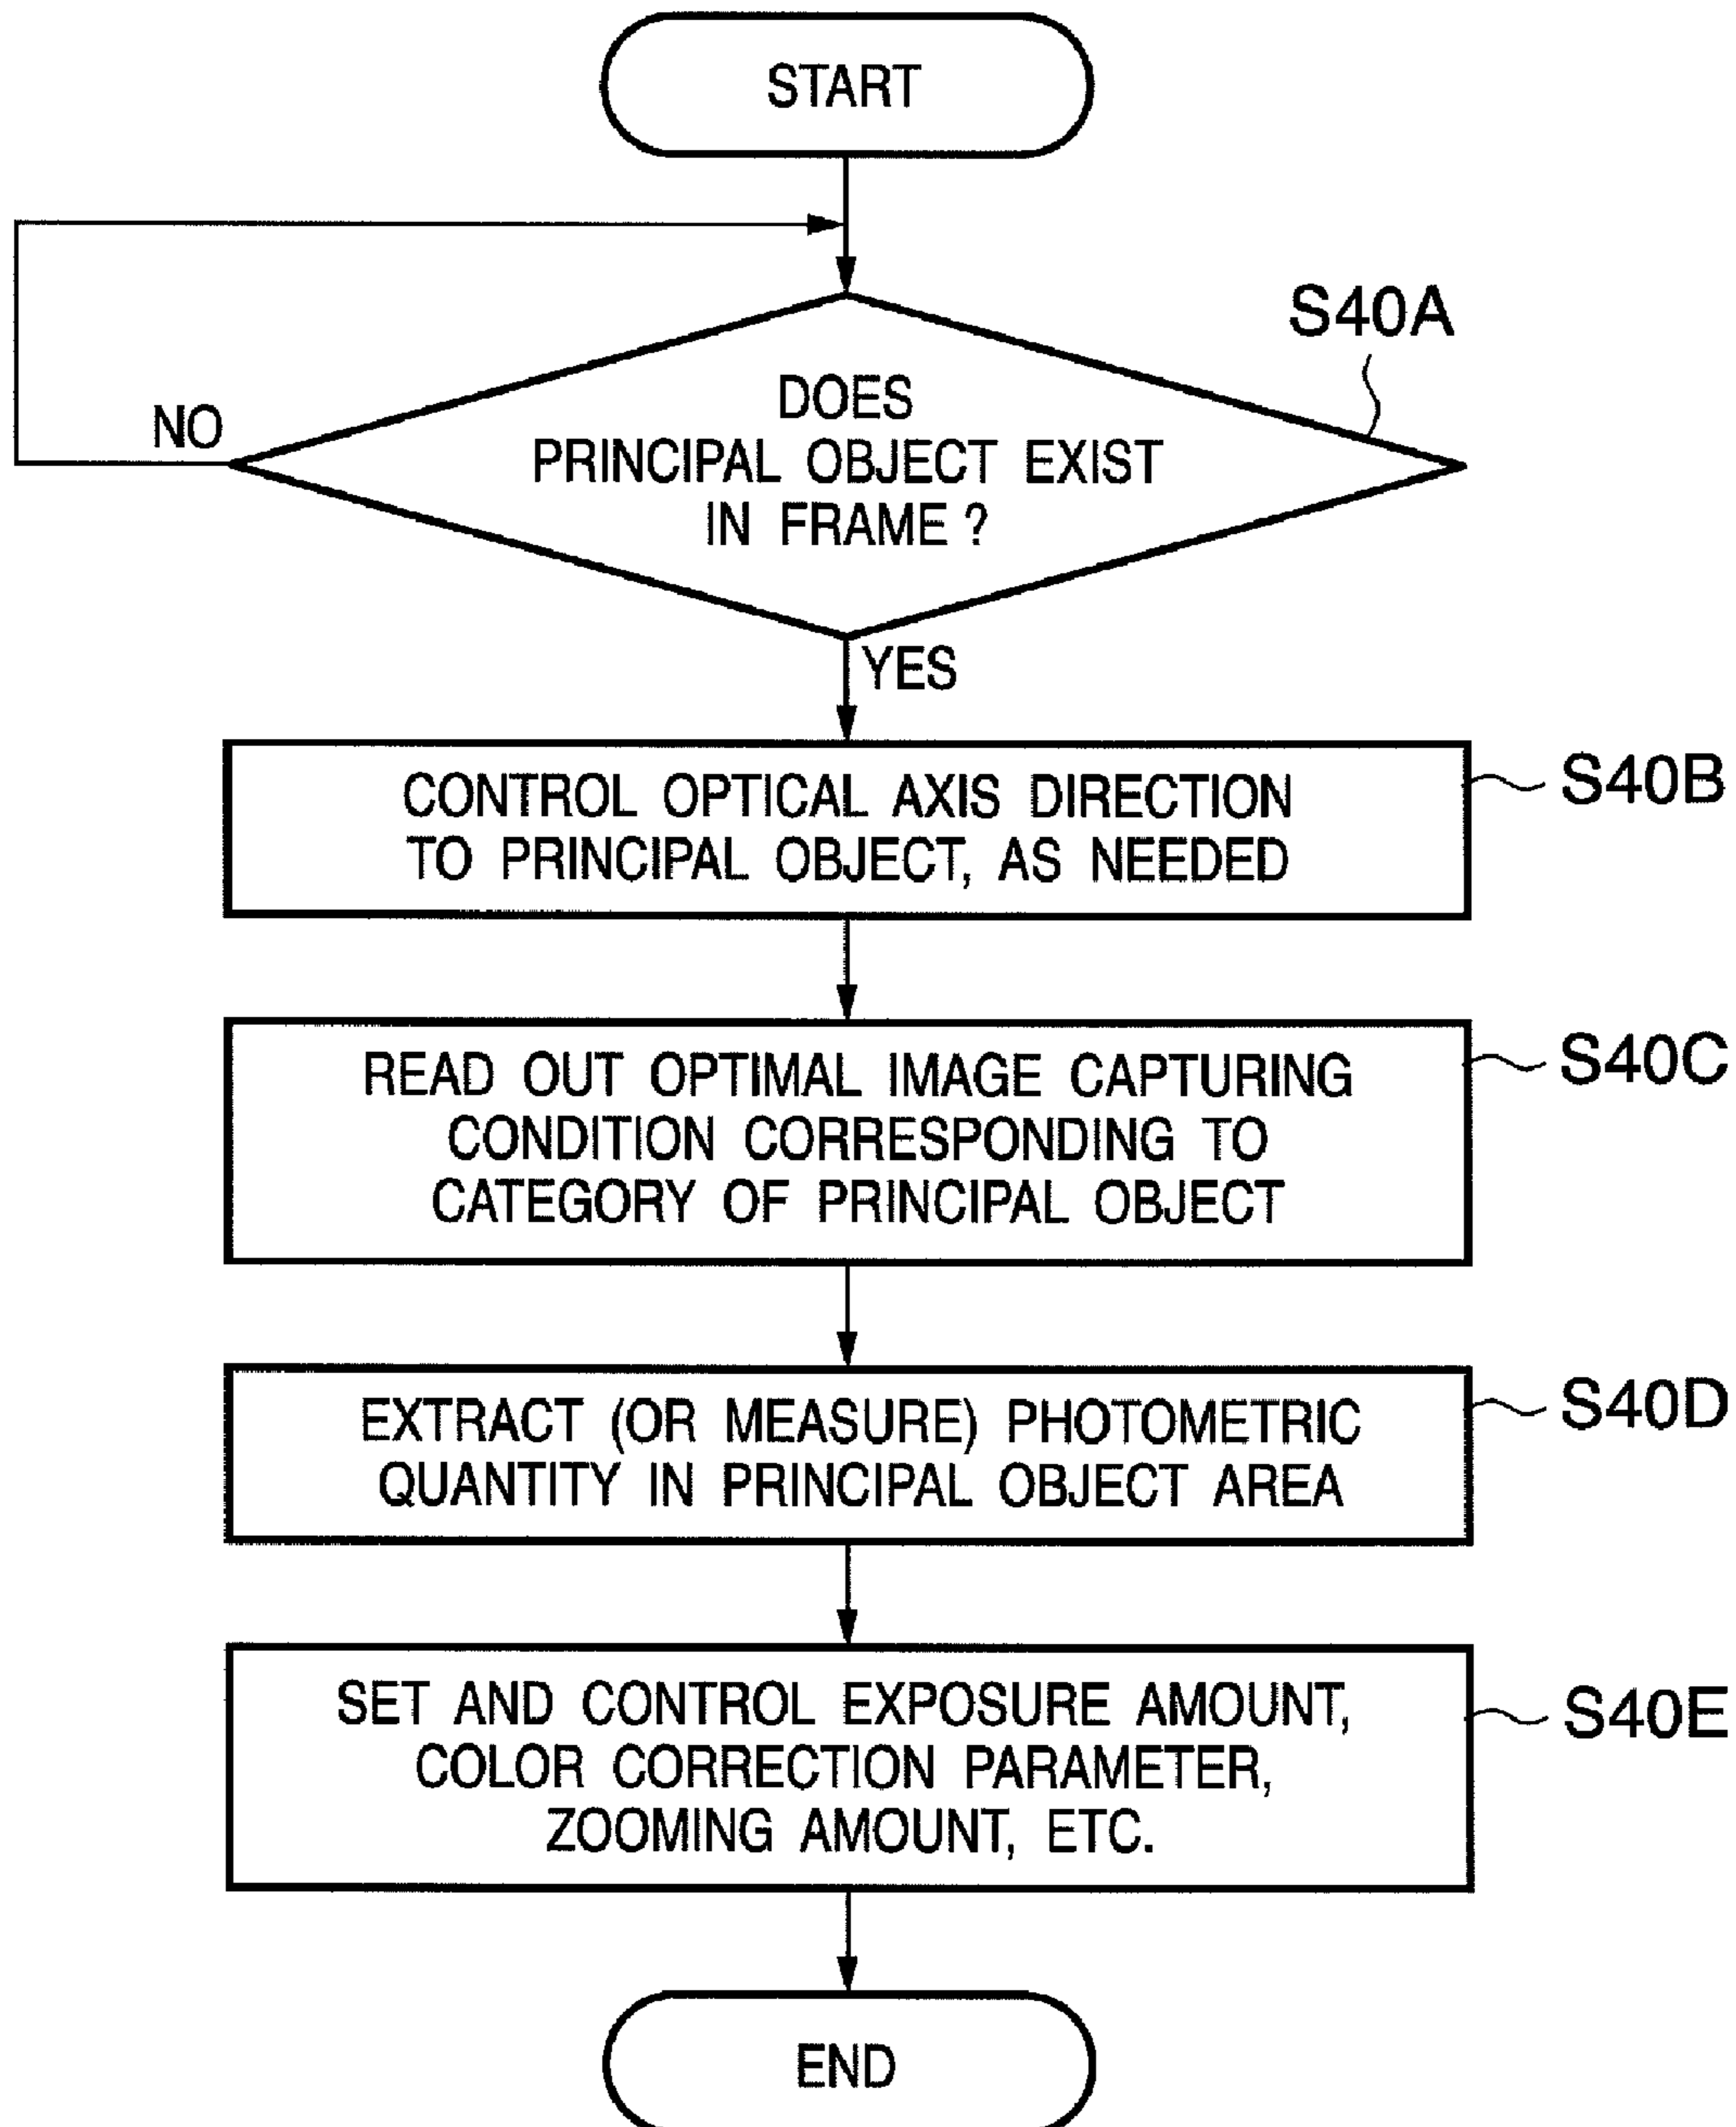 START
S40A
DOES
PRINCIPAL OBJECT EXIST
IN FRAME ?
NO
YES
CONTROL OPTICAL AXIS DIRECTION
TO PRINCIPAL OBJECT, AS NEEDED
S40B
READ OUT OPTIMAL IMAGE CAPTURING
CONDITION CORRESPONDING TO
CATEGORY OF PRINCIPAL OBJECT
S40C
EXTRACT (OR MEASURE) PHOTOMETRIC
QUANTITY IN PRINCIPAL OBJECT AREA
S40D
SET AND CONTROL EXPOSURE AMOUNT,
COLOR CORRECTION PARAMETER,
ZOOMING AMOUNT, ETC.
S40E
END